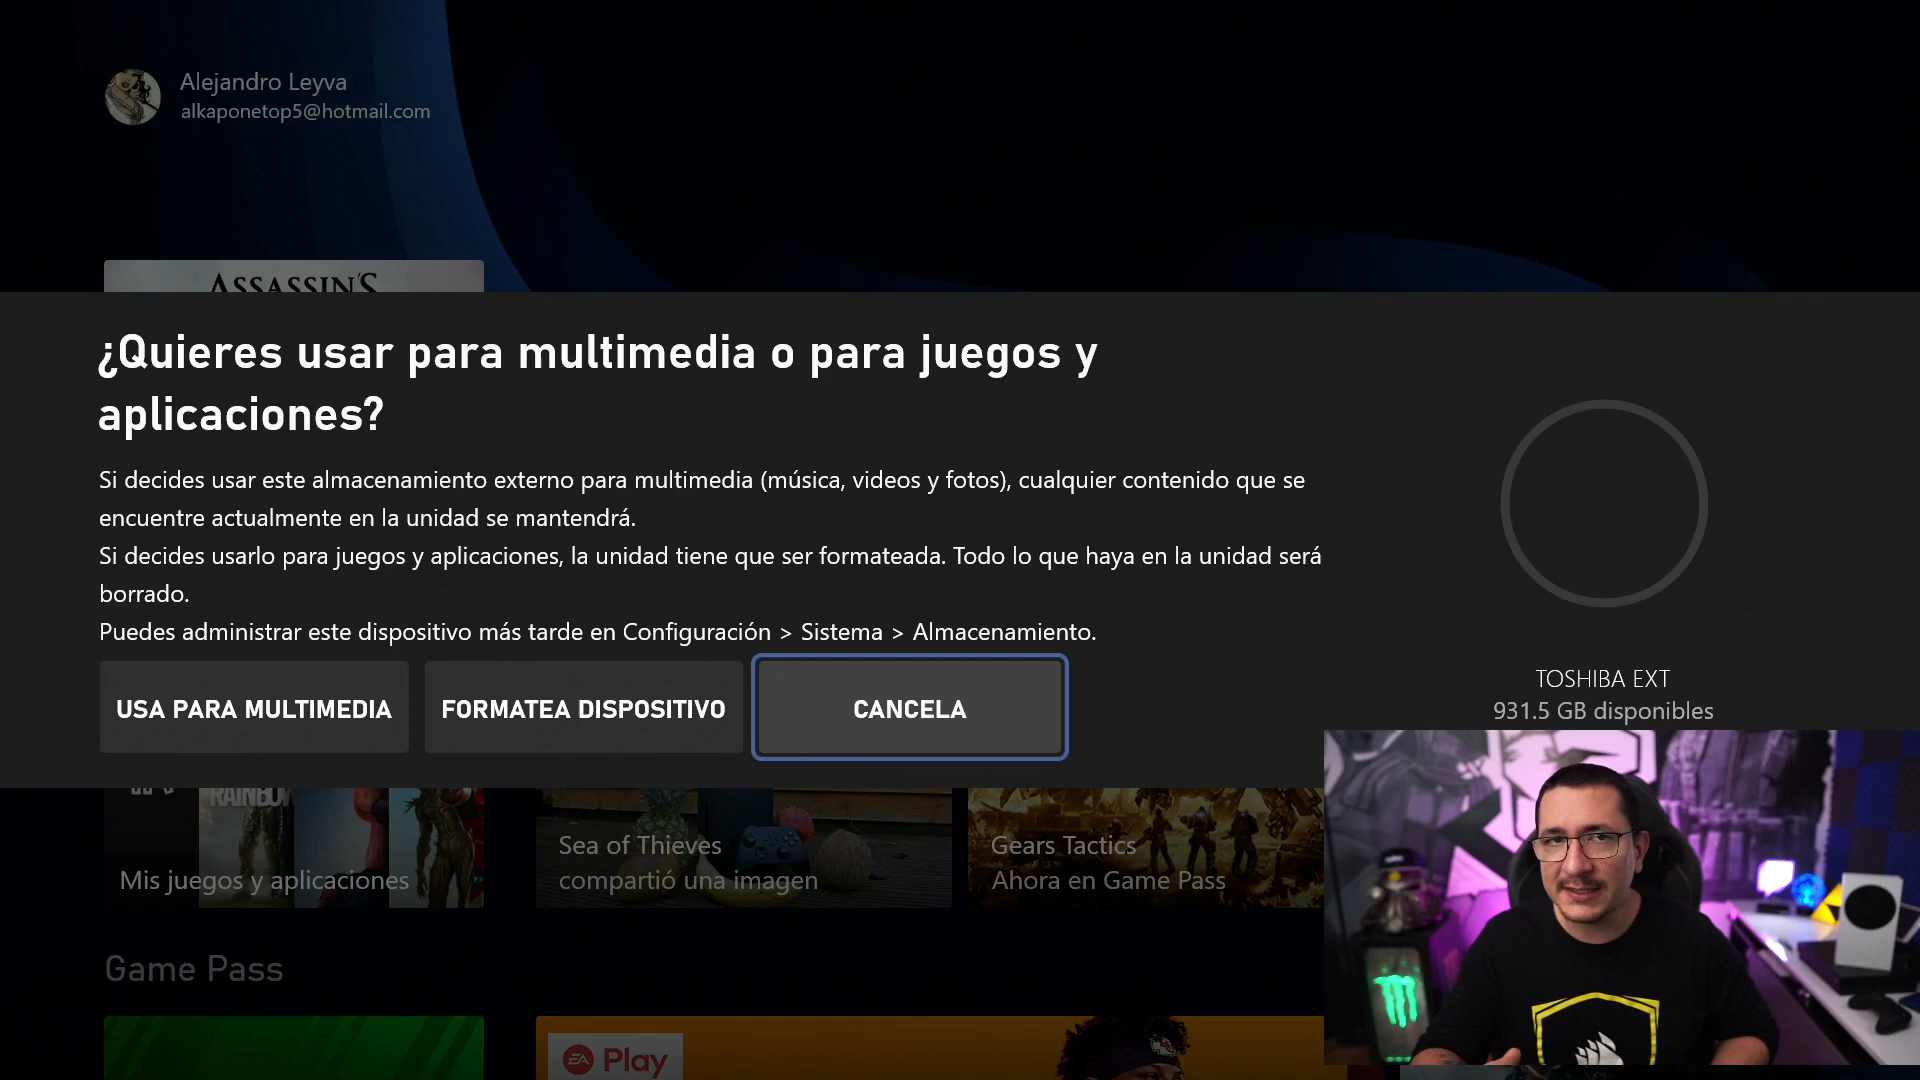 Alejandro Leyva
alkaponetop5@hotmail.com
ASSASSIN'S
¿Quieres usar para multimedia o para juegos y
aplicaciones?
Si decides usar este almacenamiento externo para multimedia (música, videos y fotos), cualquier contenido que se
encuentre actualmente en la unidad se mantendrá.
Si decides usarlo para juegos y aplicaciones, la unidad tiene que ser formateada. Todo lo que haya en la unidad será
borrado.
Puedes administrar este dispositivo más tarde en Configuración > Sistema > Almacenamiento.
USA PARA MULTIMEDIA
FORMATEA DISPOSITIVO
CANCELA
TOSHIBA EXT
931.5 GB disponibles
RAINBOW
Mis juegos y aplicaciones
Sea of Thieves
compartió una imagen
Gears Tactics
Ahora en Game Pass
Game Pass
EA Play